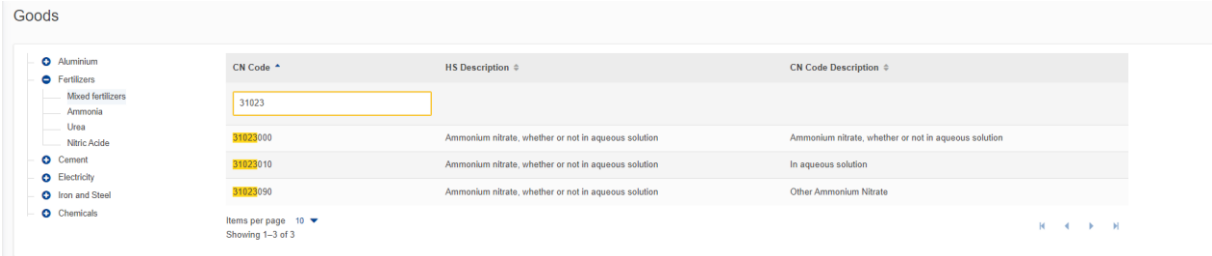 Goods
Aluminium
Fertilizers
Mixed fertilizers
Ammonia
Urea
Nitric Acide
Cement
Electricity
Iron and Steel
Chemicals
CN Code HS Description CN Code Description
31023
31023000 Ammonium nitrate, whether or not in aqueous solution Ammonium nitrate, whether or not in aqueous solution
31023010 Ammonium nitrate, whether or not in aqueous solution In aqueous solution
31023090 Ammonium nitrate, whether or not in aqueous solution Other Ammonium Nitrate
Items per page 10
Showing 1–3 of 3